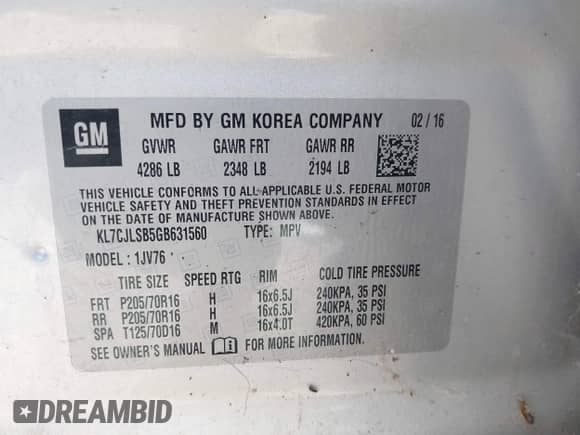 GM
MFD BY GM KOREA COMPANY 02 / 16
GVWR GAWR FRT GAWR RR
4286 LB 2348 LB 2194 LB
THIS VEHICLE CONFORMS TO ALL APPLICABLE U.S. FEDERAL MOTOR
VEHICLE SAFETY AND THEFT PREVENTION STANDARDS IN EFFECT ON
THE DATE OF MANUFACTURE SHOWN ABOVE.
KL7CJLSB5GB631560 TYPE: MPV
MODEL : 1JV76
TIRE SIZE SPEED RTG RIM COLD TIRE PRESSURE
FRT P205/70R16 H 16x6.5J 240KPA, 35 PSI
RR P205/70R16 H 16x6.5J 240KPA, 35 PSI
SPA T125/70D16 M 16x4.0T 420KPA, 60 PSI
SEE OWNER'S MANUAL FOR MORE INFORMATION.
DREAMBID